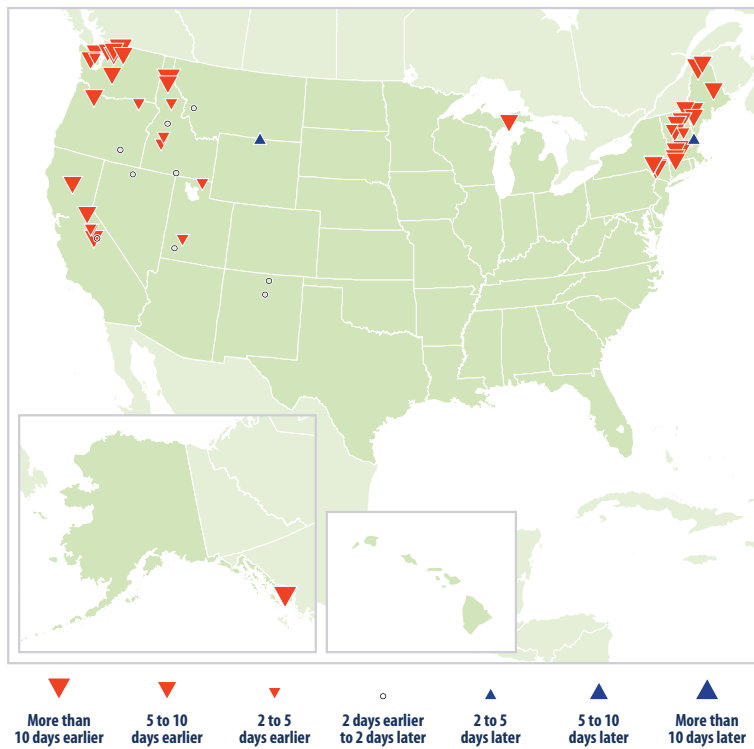 More than
10 days earlier
5 to 10
days earlier
2 to 5
days earlier
2 days earlier
to 2 days later
2 to 5
days later
5 to 10
days later
More than
10 days later